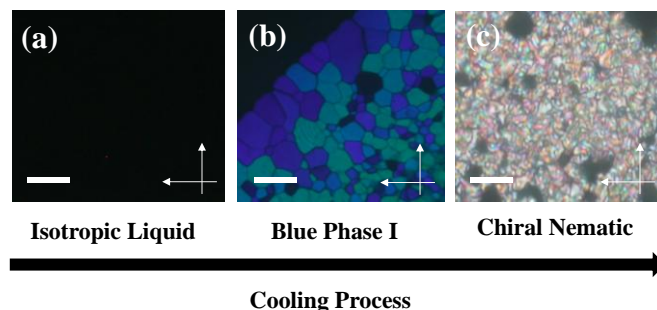 (a)
(b)
(c)
Isotropic Liquid
Blue Phase I
Chiral Nematic
Cooling Process